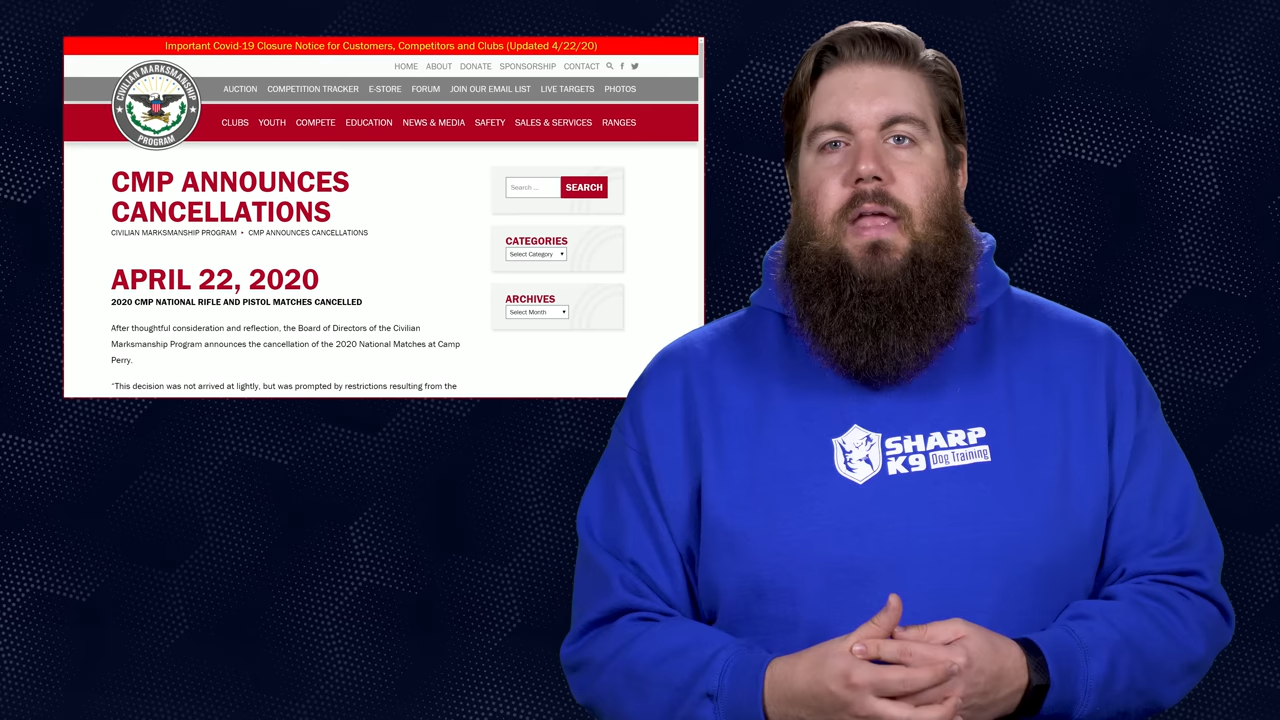 Important Covid-19 Closure Notice for Customers, Competitors and Clubs (Updated 4/22/20)
HOME ABOUT DONATE SPONSORSHIP CONTACT
AUCTION COMPETITION TRACKER E-STORE FORUM JOIN OUR EMAIL LIST LIVE TARGETS PHOTOS
CLUBS YOUTH COMPETE EDUCATION NEWS & MEDIA SAFETY SALES & SERVICES RANGES
CIVILIAN MARKSMANSHIP
PROGRAM
CMP ANNOUNCES
CANCELLATIONS
CIVILIAN MARKSMANSHIP PROGRAM ▸ CMP ANNOUNCES CANCELLATIONS
APRIL 22, 2020
2020 CMP NATIONAL RIFLE AND PISTOL MATCHES CANCELLED
After thoughtful consideration and reflection, the Board of Directors of the Civilian
Marksmanship Program announces the cancellation of the 2020 National Matches at Camp
Perry.
“This decision was not arrived at lightly, but was prompted by restrictions resulting from the
Search ... SEARCH
CATEGORIES
Select Category
ARCHIVES
Select Month
SHARP
K9 Dog Training